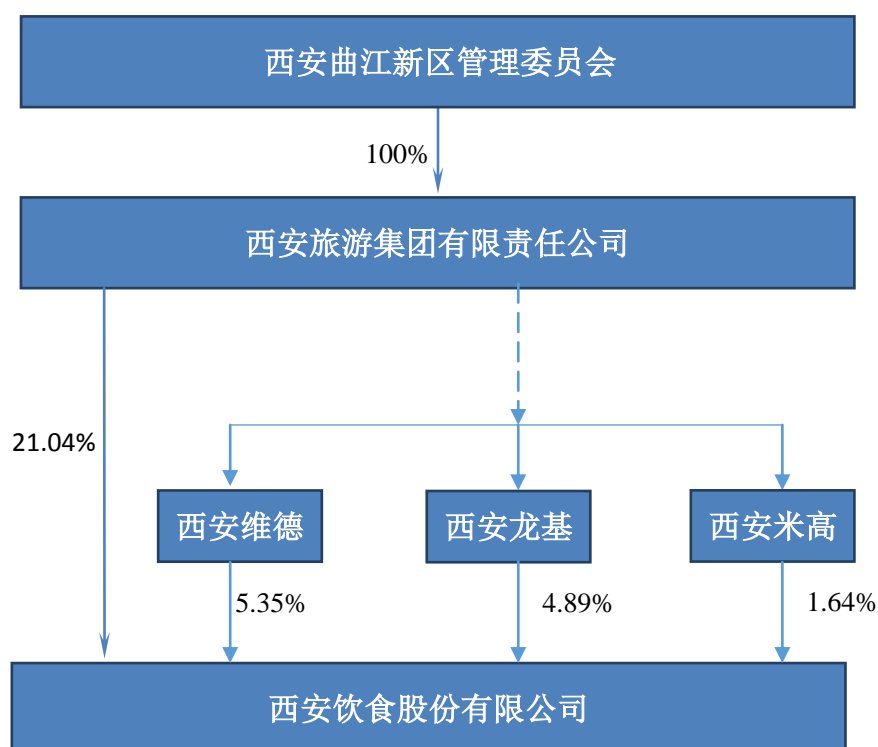 西安曲江新区管理委员会
100%
西安旅游集团有限责任公司
21.04%
西安维德
西安龙基
西安米高
5.35%
4.89%
1.64%
西安饮食股份有限公司